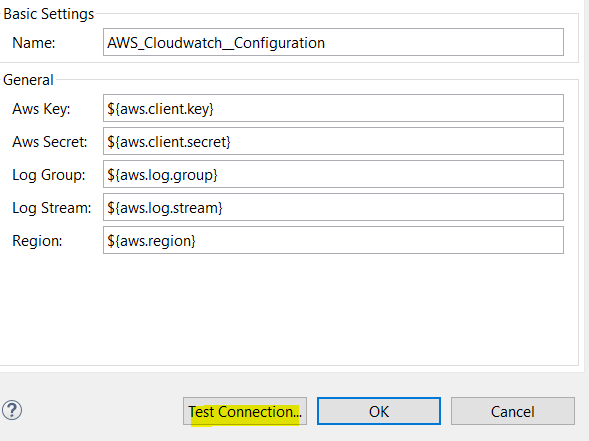 Basic Settings
Name: AWS_Cloudwatch__Configuration
General
Aws Key: ${aws.client.key}
Aws Secret: ${aws.client.secret}
Log Group: ${aws.log.group}
Log Stream: ${aws.log.stream}
Region: ${aws.region}
? Test Connection... OK Cancel